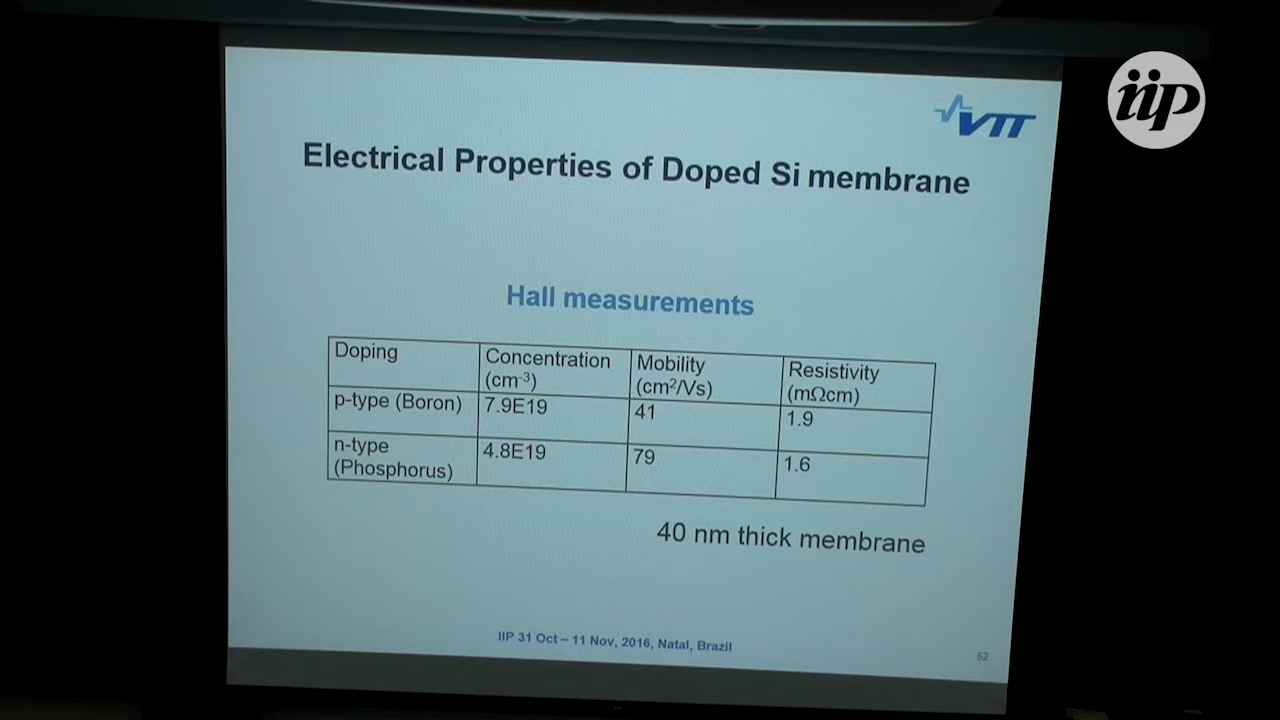 iip
VTT
Electrical Properties of Doped Si membrane
Hall measurements
Doping
Concentration
(cm-3)
Mobility
(cm2/Vs)
Resistivity
(mΩcm)
p-type (Boron)
7.9E19
41
1.9
n-type
(Phosphorus)
4.8E19
79
1.6
40 nm thick membrane
IIP 31 Oct – 11 Nov, 2016, Natal, Brazil
52